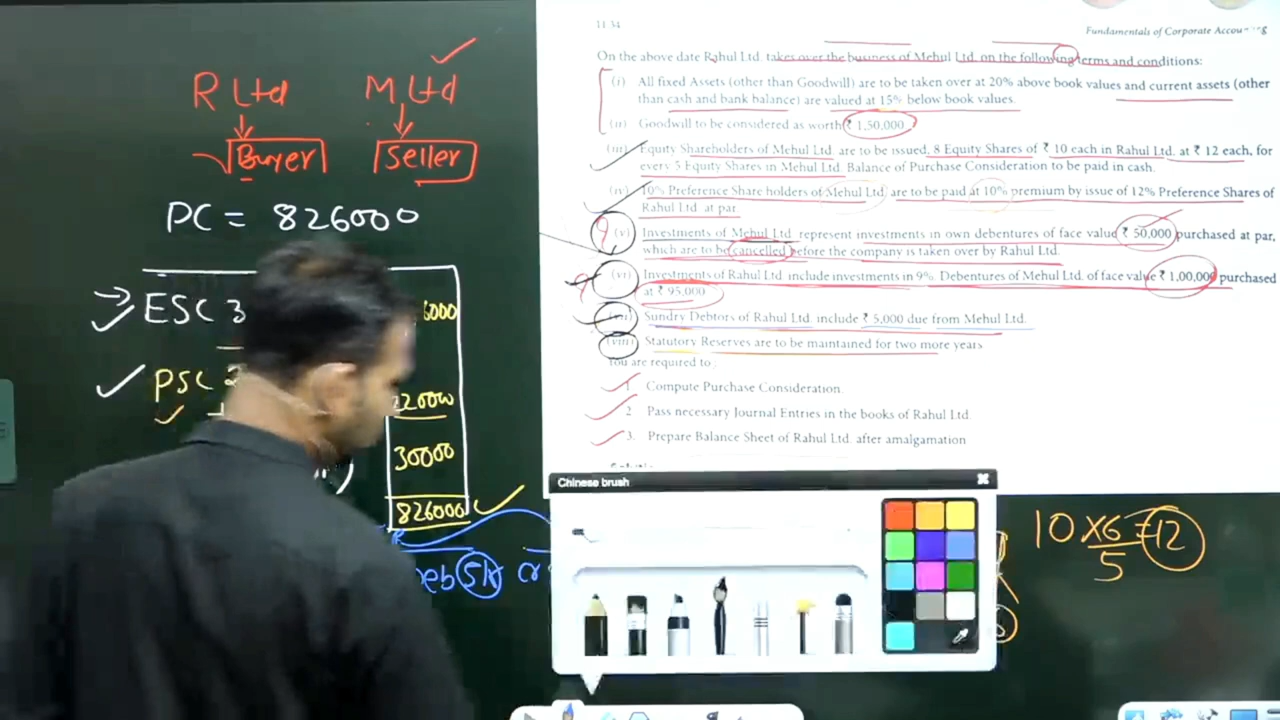 R Ltd
M Ltd
Buyer
Seller
PC = 826000
ESC 3
6000
PSC
220000
30000
826000
Deb 5K Cr
10 × 6 = 12
5
11.34
Fundamentals of Corporate Accou
On the above date Rahul Ltd. takes over the business of Mehul Ltd. on the following terms and conditions:
(i) All fixed Assets (other than Goodwill) are to be taken over at 20% above book values and current assets (other
than cash and bank balance) are valued at 15% below book values.
(ii) Goodwill to be considered as worth ₹ 1,50,000
(iii) Equity Shareholders of Mehul Ltd. are to be issued, 8 Equity Shares of ₹ 10 each in Rahul Ltd. at ₹ 12 each, for
every 5 Equity Shares in Mehul Ltd. Balance of Purchase Consideration to be paid in cash.
(iv) 10% Preference Share holders of Mehul Ltd. are to be paid at 10% premium by issue of 12% Preference Shares of
Rahul Ltd. at par.
(v) Investments of Mehul Ltd. represent investments in own debentures of face value ₹ 50,000 purchased at par,
which are to be cancelled before the company is taken over by Rahul Ltd.
(vi) Investments of Rahul Ltd. include investments in 9% Debentures of Mehul Ltd. of face value ₹ 1,00,000 purchased
at ₹ 95,000
Sundry Debtors of Rahul Ltd. include ₹ 5,000 due from Mehul Ltd.
(viii) Statutory Reserves are to be maintained for two more years
You are required to :
1. Compute Purchase Consideration.
2. Pass necessary Journal Entries in the books of Rahul Ltd.
3. Prepare Balance Sheet of Rahul Ltd. after amalgamation
Chinese brush